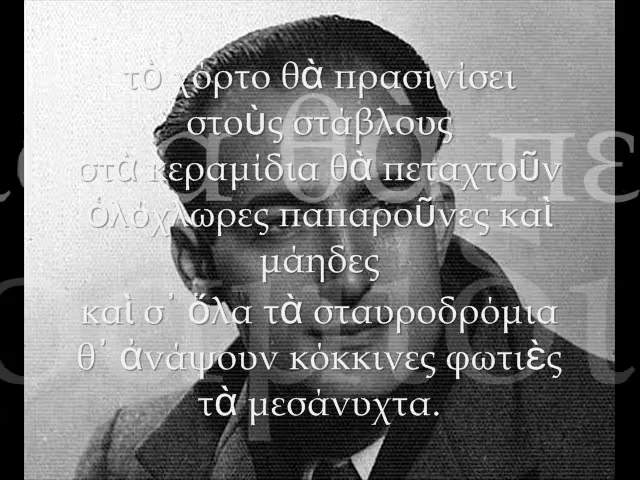 τὸ χόρτο θὰ πρασινίσει
στοὺς στάβλους
στὰ κεραμίδια θὰ πεταχτοῦν
ὁλόχλωρες παπαροῦνες καὶ
μάηδες
καὶ σ᾿ ὅλα τὰ σταυροδρόμια
θ᾿ ἀνάψουν κόκκινες φωτιὲς
τὰ μεσάνυχτα.